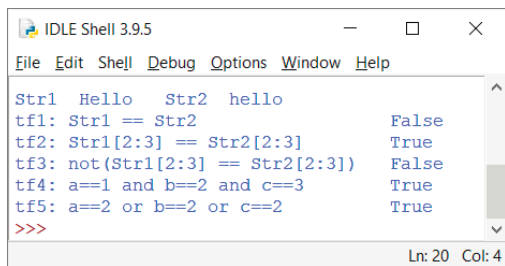 IDLE Shell 3.9.5
File Edit Shell Debug Options Window Help
Str1  Hello   Str2  hello
tf1: Str1 == Str2                   False
tf2: Str1[2:3] == Str2[2:3]         True
tf3: not(Str1[2:3] == Str2[2:3])    False
tf4: a==1 and b==2 and c==3         True
tf5: a==2 or b==2 or c==2           True
>>>
Ln: 20 Col: 4